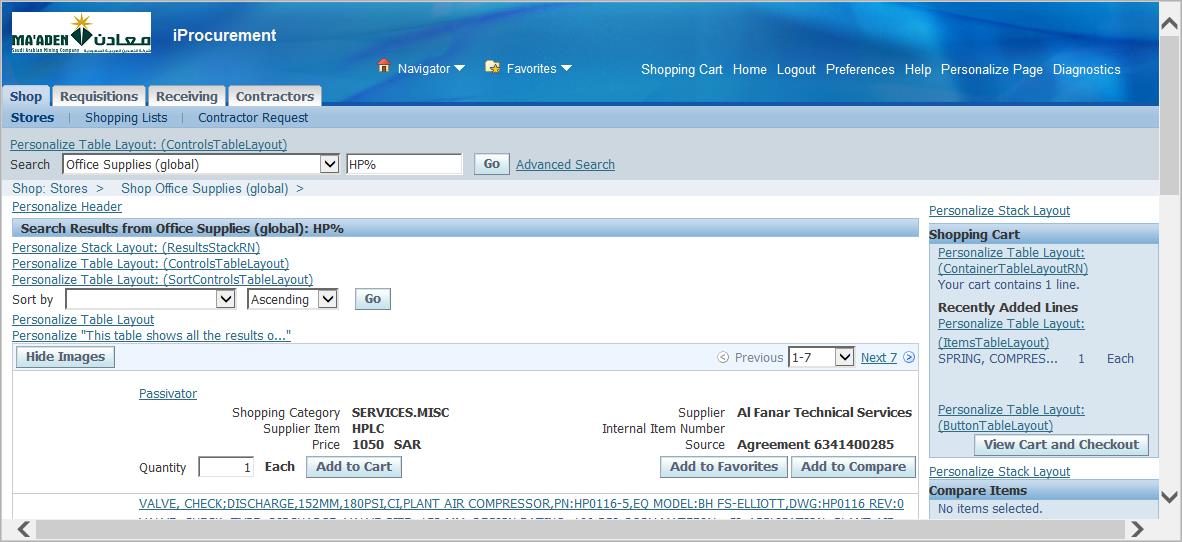 MA'ADEN معادن
Saudi Arabian Mining Company
iProcurement
Navigator Favorites Shopping Cart Home Logout Preferences Help Personalize Page Diagnostics
Shop Requisitions Receiving Contractors
Stores Shopping Lists Contractor Request
Personalize Table Layout: (ControlsTableLayout)
Search Office Supplies (global) HP% Go Advanced Search
Shop: Stores > Shop Office Supplies (global) >
Personalize Header
Search Results from Office Supplies (global): HP%
Personalize Stack Layout: (ResultsStackRN)
Personalize Table Layout: (ControlsTableLayout)
Personalize Table Layout: (SortControlsTableLayout)
Sort by Ascending Go
Personalize Table Layout
Personalize "This table shows all the results o..."
Hide Images Previous 1-7 Next 7
Passivator
Shopping Category SERVICES.MISC Supplier Al Fanar Technical Services
Supplier Item HPLC Internal Item Number
Price 1050 SAR Source Agreement 6341400285
Quantity 1 Each Add to Cart Add to Favorites Add to Compare
VALVE, CHECK;DISCHARGE,152MM,180PSI,CI,PLANT AIR COMPRESSOR,PN:HP0116-5,EQ MODEL:BH FS-ELLIOTT,DWG:HP0116 REV:0
Personalize Stack Layout
Shopping Cart
Personalize Table Layout:
(ContainerTableLayoutRN)
Your cart contains 1 line.
Recently Added Lines
Personalize Table Layout:
(ItemsTableLayout)
SPRING, COMPRES... 1 Each
Personalize Table Layout:
(ButtonTableLayout)
View Cart and Checkout
Personalize Stack Layout
Compare Items
No items selected.